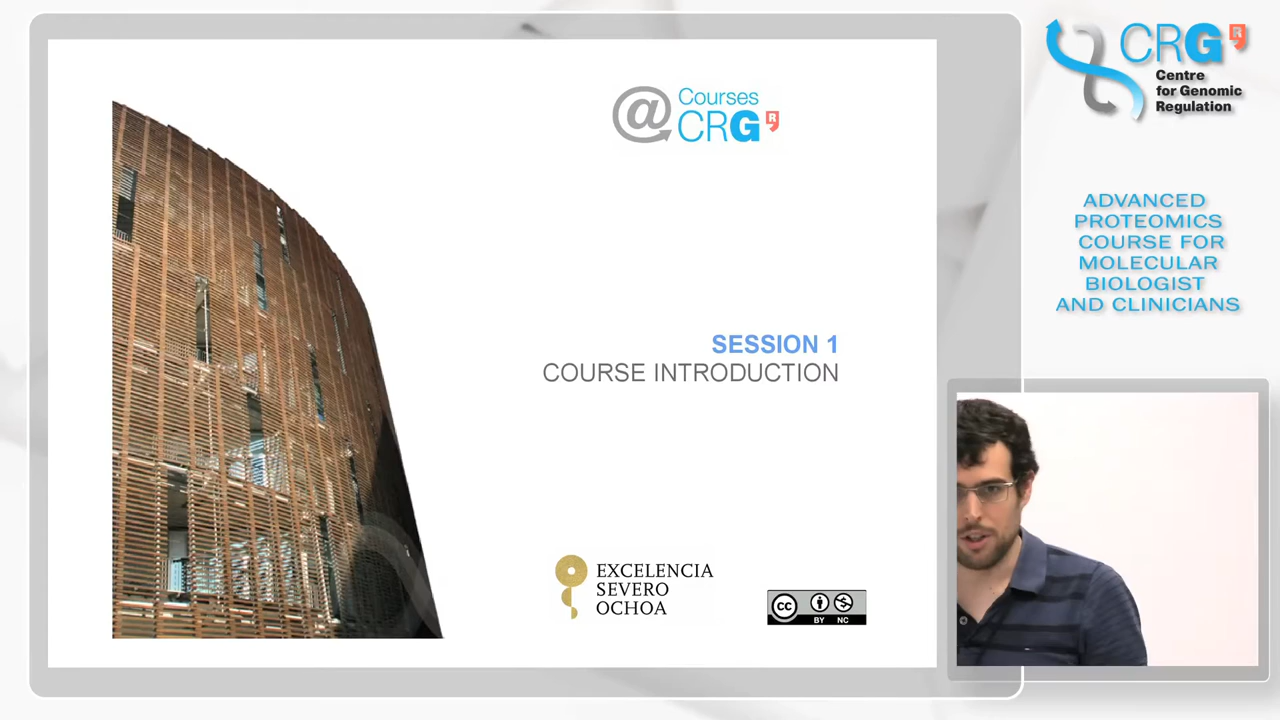 @ Courses
CRG R
SESSION 1
COURSE INTRODUCTION
EXCELENCIA
SEVERO
OCHOA
cc
BY NC
CRG R
Centre
for Genomic
Regulation
ADVANCED
PROTEOMICS
COURSE FOR
MOLECULAR
BIOLOGIST
AND CLINICIANS